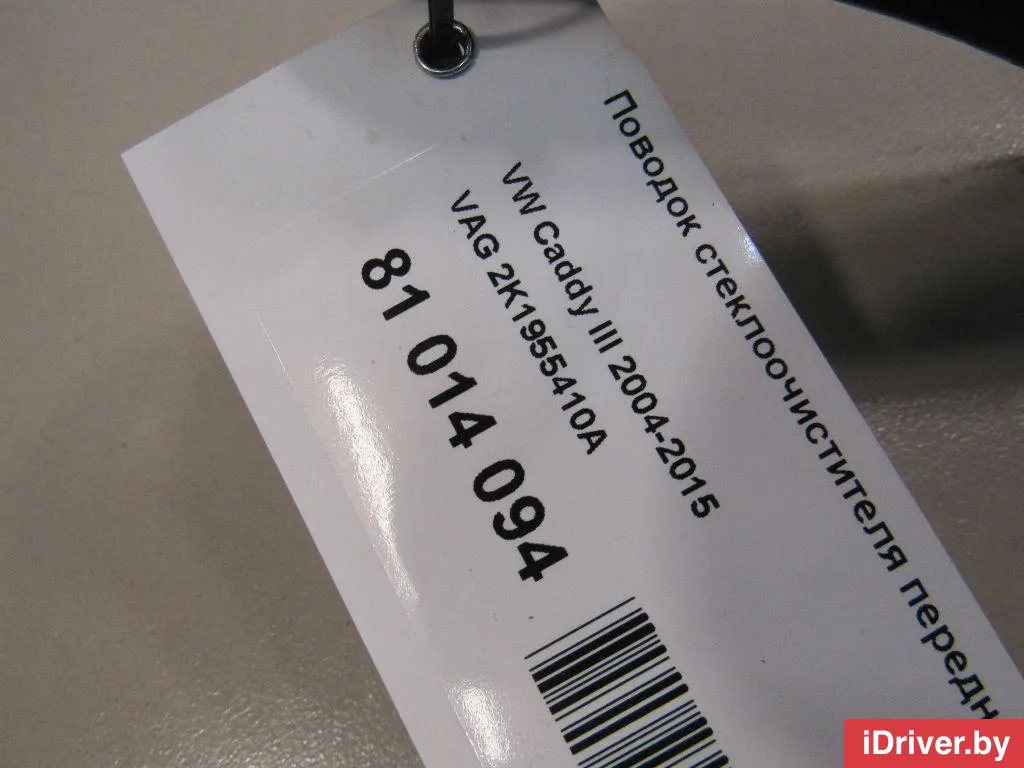 Поводок стеклоочистителя передн
VW Caddy III 2004-2015
VAG 2K1955410A
81 014 094
iDriver.by